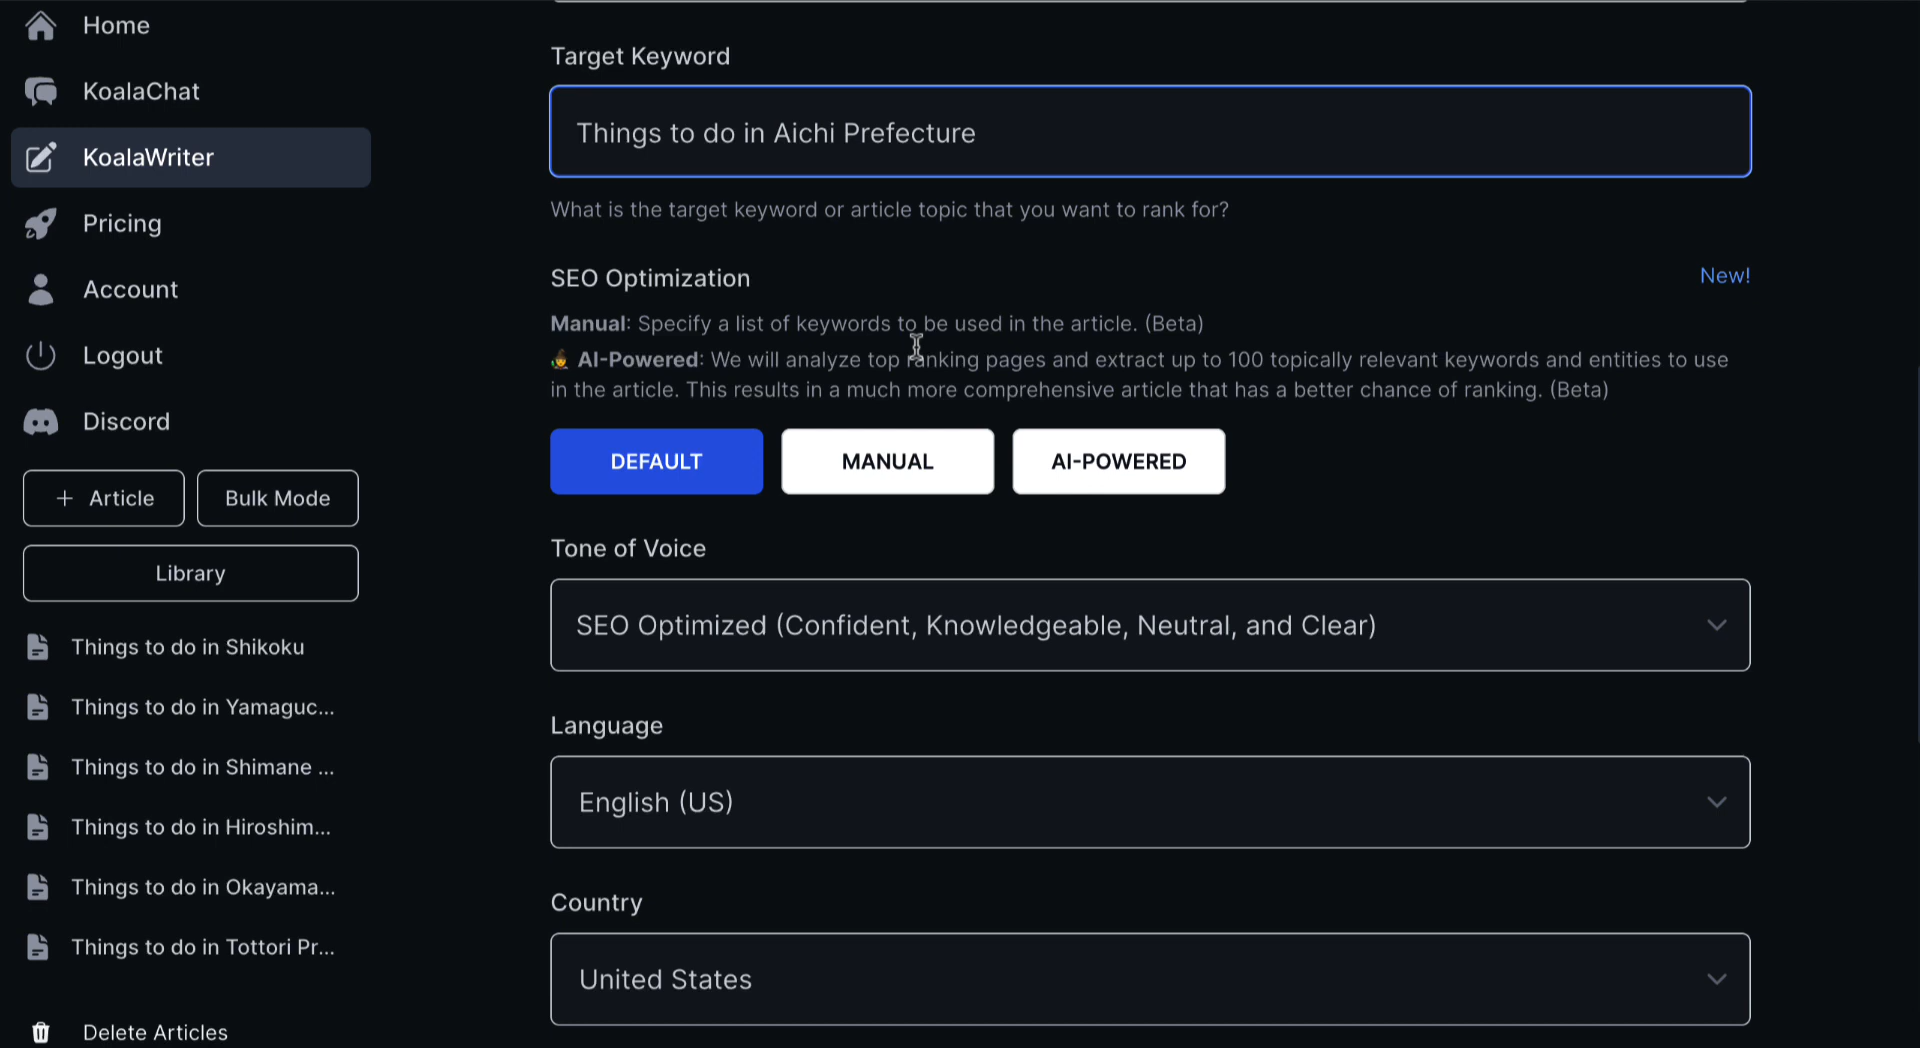 Home
KoalaChat
KoalaWriter
Pricing
Account
Logout
Discord
+ Article
Bulk Mode
Library
Things to do in Shikoku
Things to do in Yamaguc...
Things to do in Shimane ...
Things to do in Hiroshim...
Things to do in Okayama...
Things to do in Tottori Pr...
Delete Articles
Target Keyword
Things to do in Aichi Prefecture
What is the target keyword or article topic that you want to rank for?
SEO Optimization
New!
Manual: Specify a list of keywords to be used in the article. (Beta)
AI-Powered: We will analyze top ranking pages and extract up to 100 topically relevant keywords and entities to use
in the article. This results in a much more comprehensive article that has a better chance of ranking. (Beta)
DEFAULT
MANUAL
AI-POWERED
Tone of Voice
SEO Optimized (Confident, Knowledgeable, Neutral, and Clear)
Language
English (US)
Country
United States